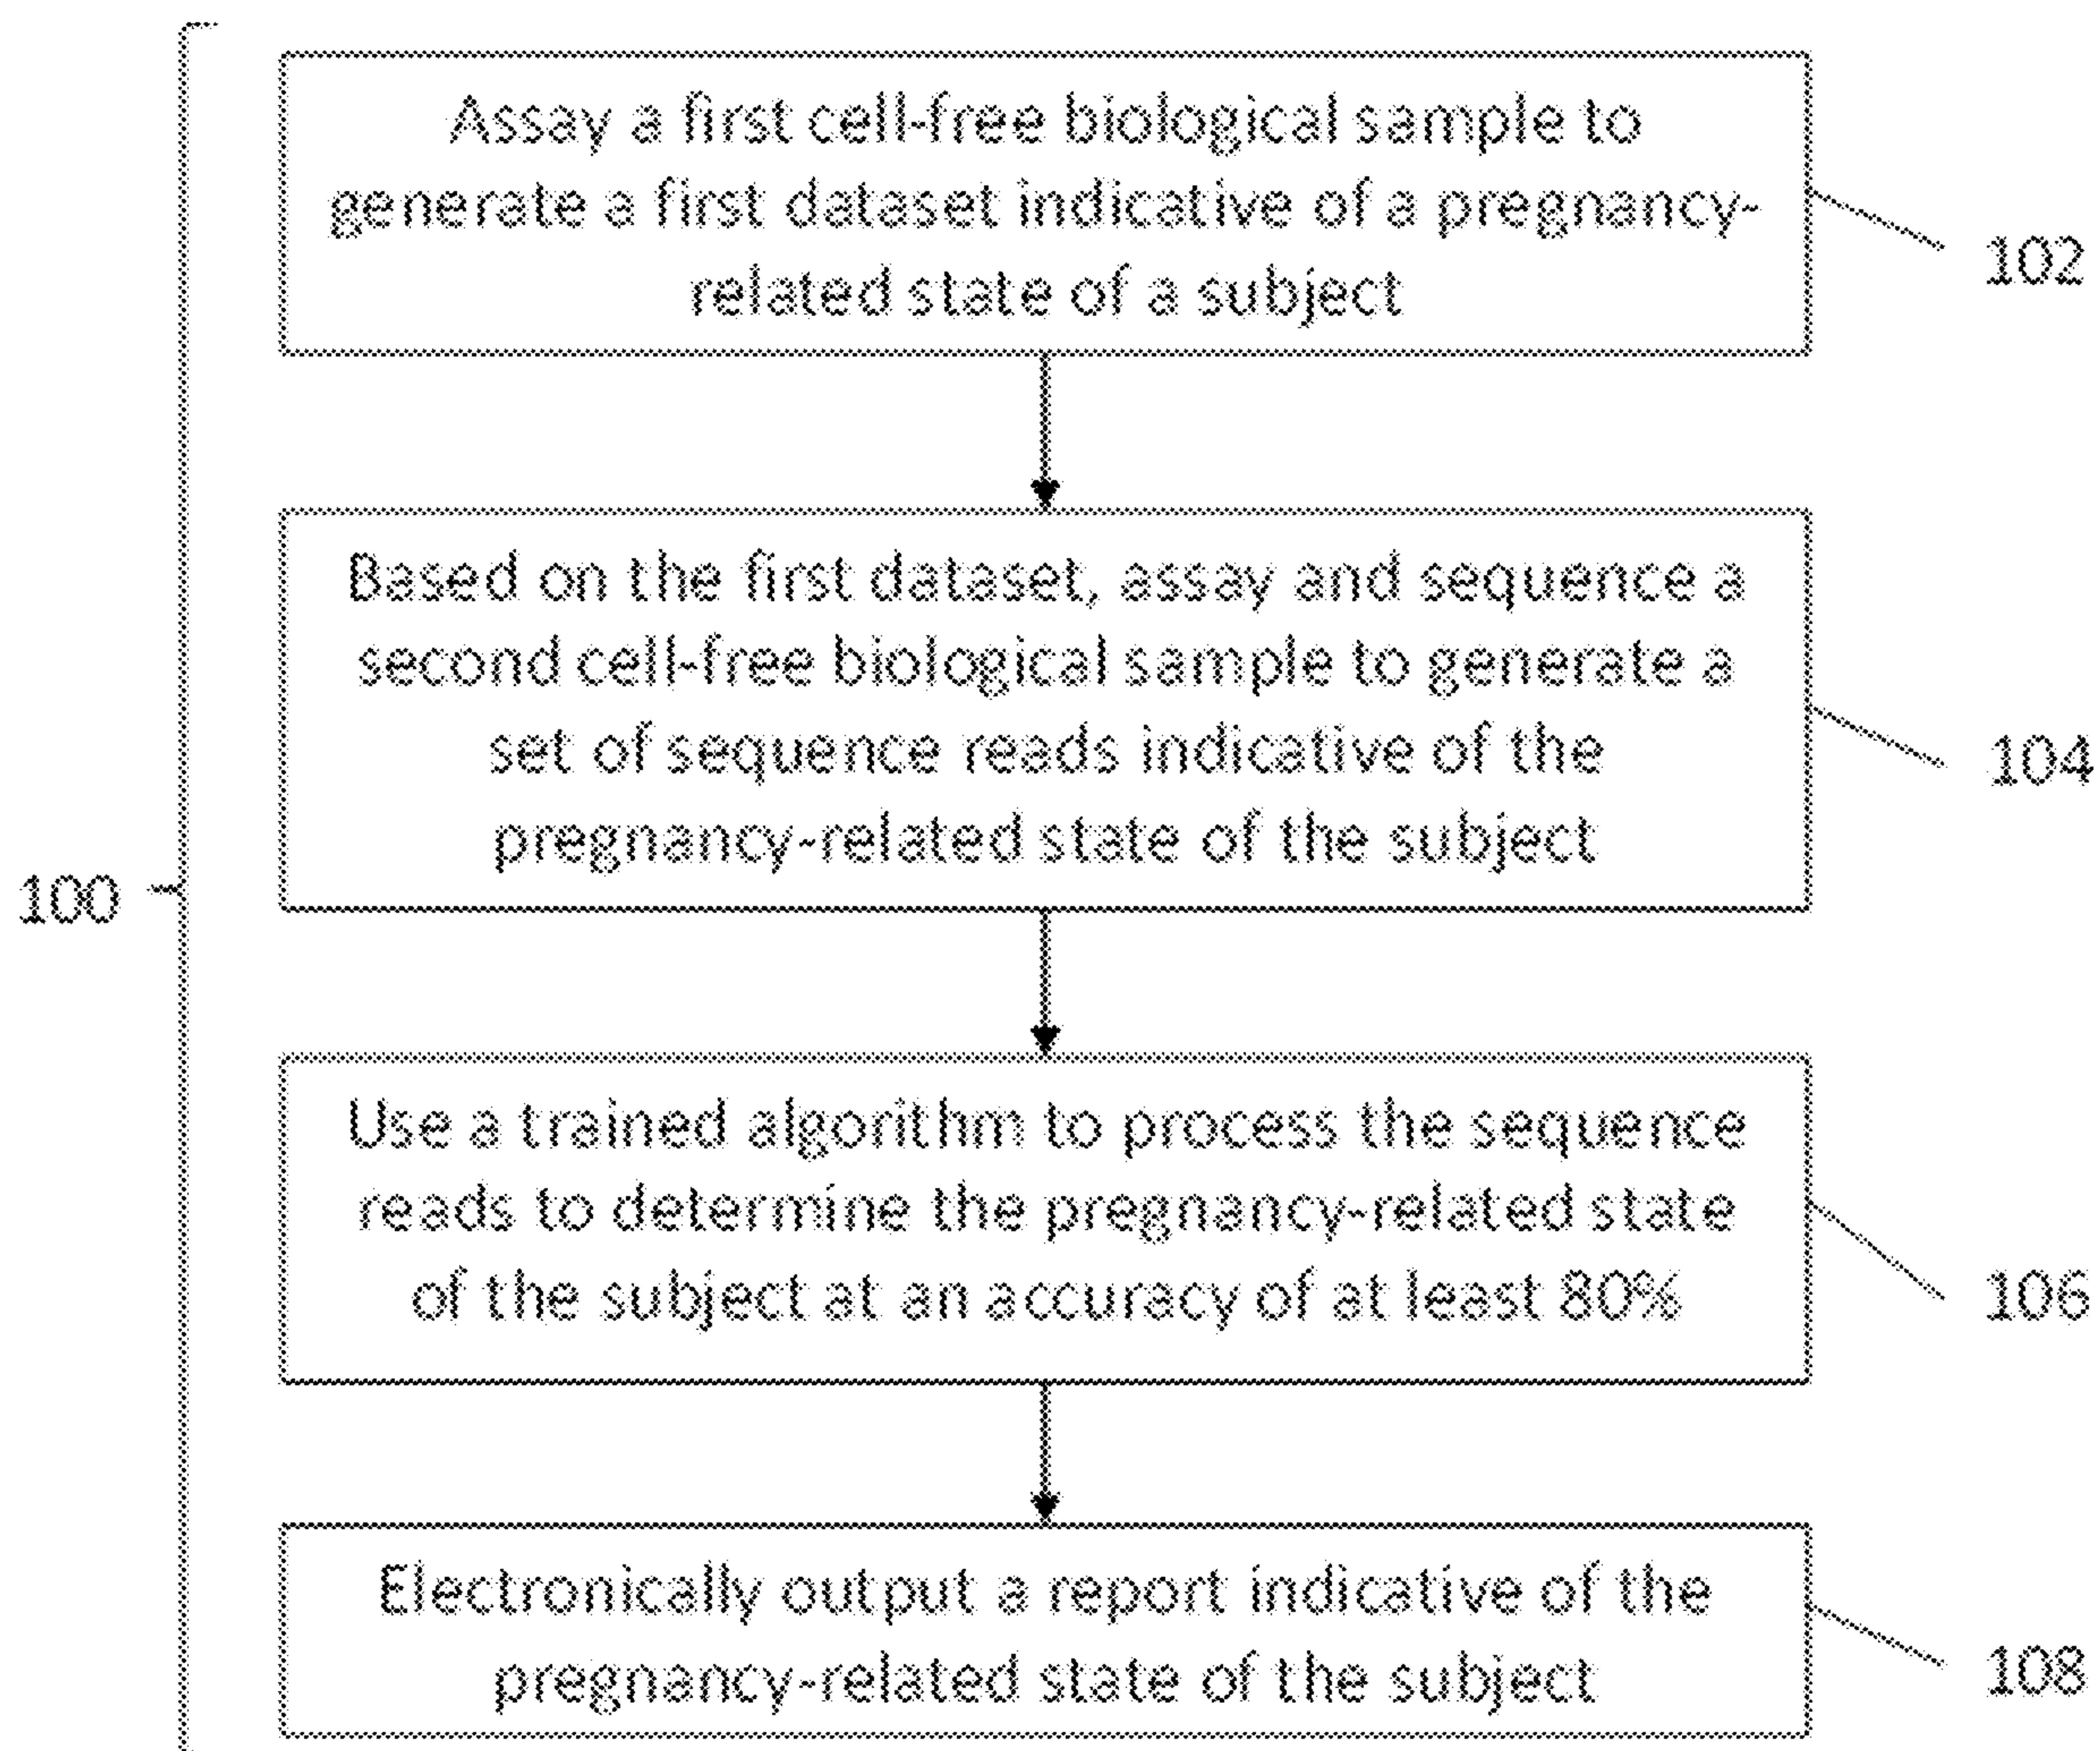 Assay a first cell-free biological sample to
generate a first dataset indicative of a pregnancy-
related state of a subject
102
Based on the first dataset, assay and sequence a
second cell-free biological sample to generate a
set of sequence reads indicative of the
pregnancy-related state of the subject
104
100
Use a trained algorithm to process the sequence
reads to determine the pregnancy-related state
of the subject at an accuracy of at least 80%
106
Electronically output a report indicative of the
pregnancy-related state of the subject
108